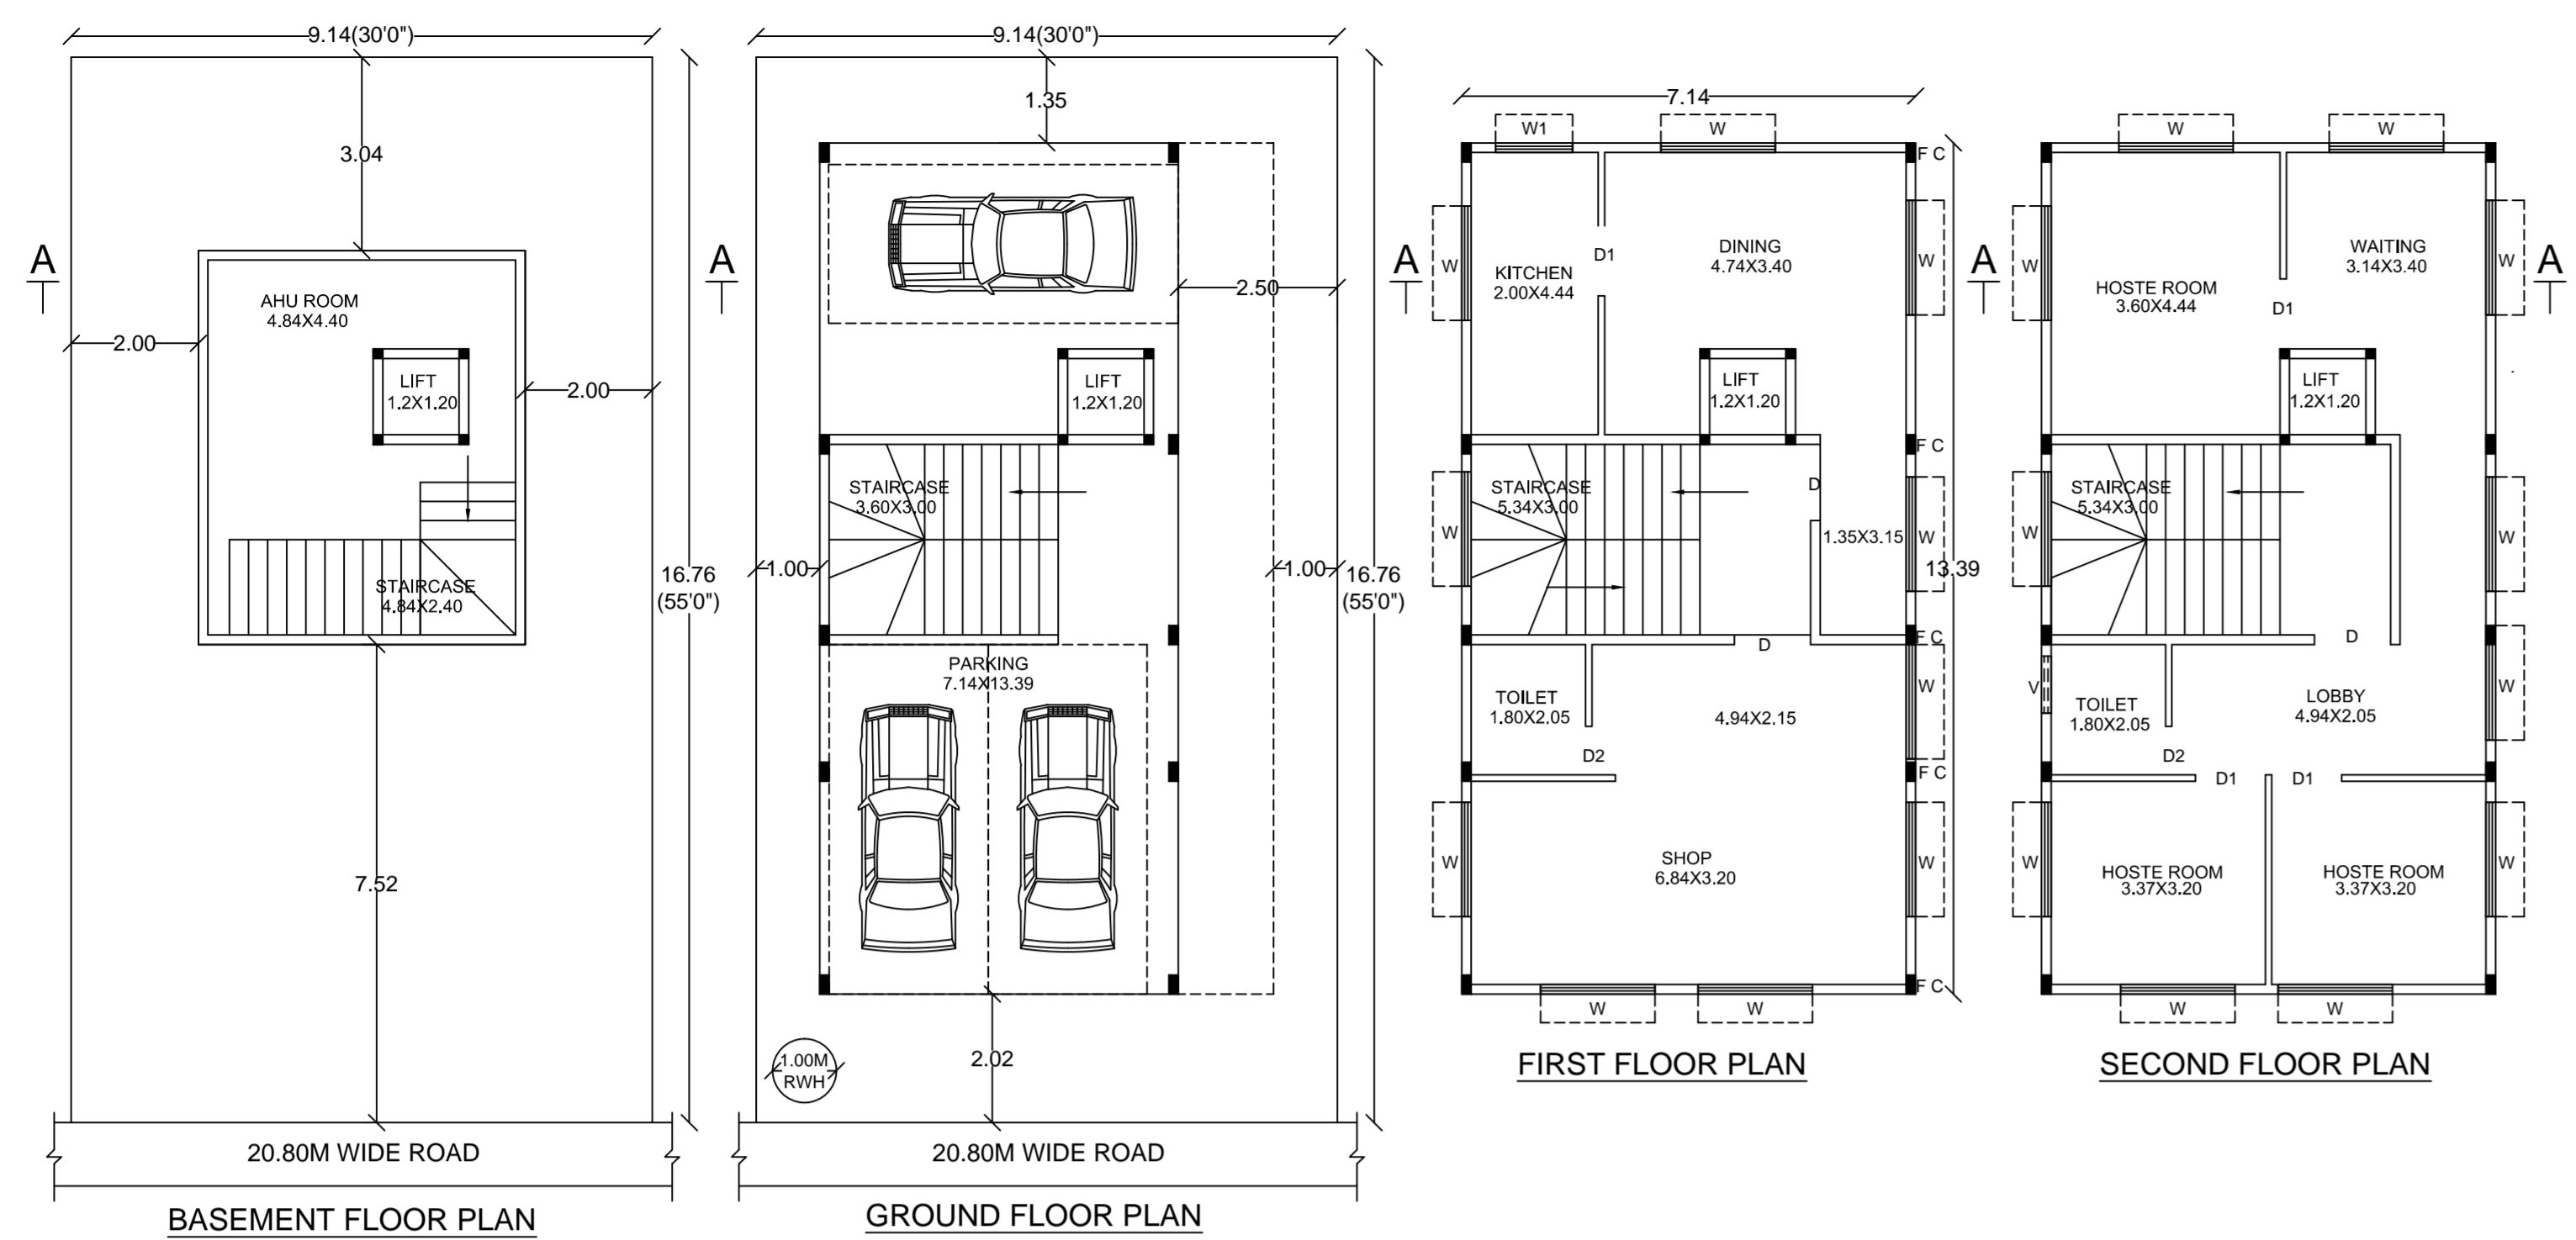 9.14(30'0")
3.04
A
AHU ROOM
4.84X4.40
2.00
LIFT
1.2X1.20
2.00
STAIRCASE
4.84X2.40
16.76
(55'0")
7.52
20.80M WIDE ROAD
BASEMENT FLOOR PLAN
9.14(30'0")
1.35
A
2.50
LIFT
1.2X1.20
STAIRCASE
3.60X3.00
1.00
1.00
16.76
(55'0")
PARKING
7.14X13.39
1.00M
RWH
2.02
20.80M WIDE ROAD
GROUND FLOOR PLAN
7.14
W1
W
F C
A
W
KITCHEN
2.00X4.44
D1
DINING
4.74X3.40
W
LIFT
1.2X1.20
F C
STAIRCASE
5.34X3.00
D
W
1.35X3.15
W
13.39
D
F C
TOILET
1.80X2.05
4.94X2.15
W
D2
F C
W
SHOP
6.84X3.20
W
F C
W
W
FIRST FLOOR PLAN
W
W
A
W
HOSTE ROOM
3.60X4.44
D1
WAITING
3.14X3.40
W
A
LIFT
1.2X1.20
STAIRCASE
5.34X3.00
W
W
D
V
TOILET
1.80X2.05
LOBBY
4.94X2.05
W
D2
D1
D1
W
HOSTE ROOM
3.37X3.20
HOSTE ROOM
3.37X3.20
W
W
W
SECOND FLOOR PLAN